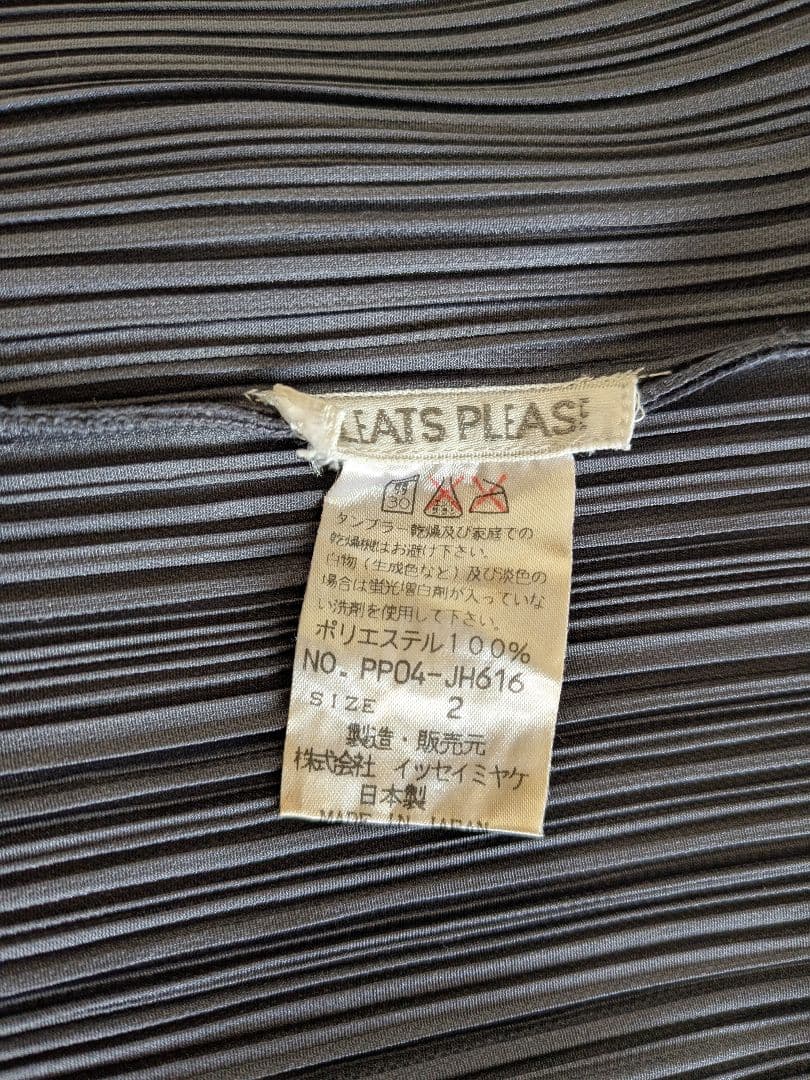 LEATS PLEAS
30
タンブラー乾燥及び家庭での
乾燥機はお避け下さい。
白物(生成色など)及び淡色の
場合は蛍光増白剤が入っていな
い洗剤を使用して下さい。
ポリエステル100%
NO. PP04-JH616
SIZE 2
製造・販売元
株式会社 イッセイミヤケ
日本製
MADE IN JAPAN